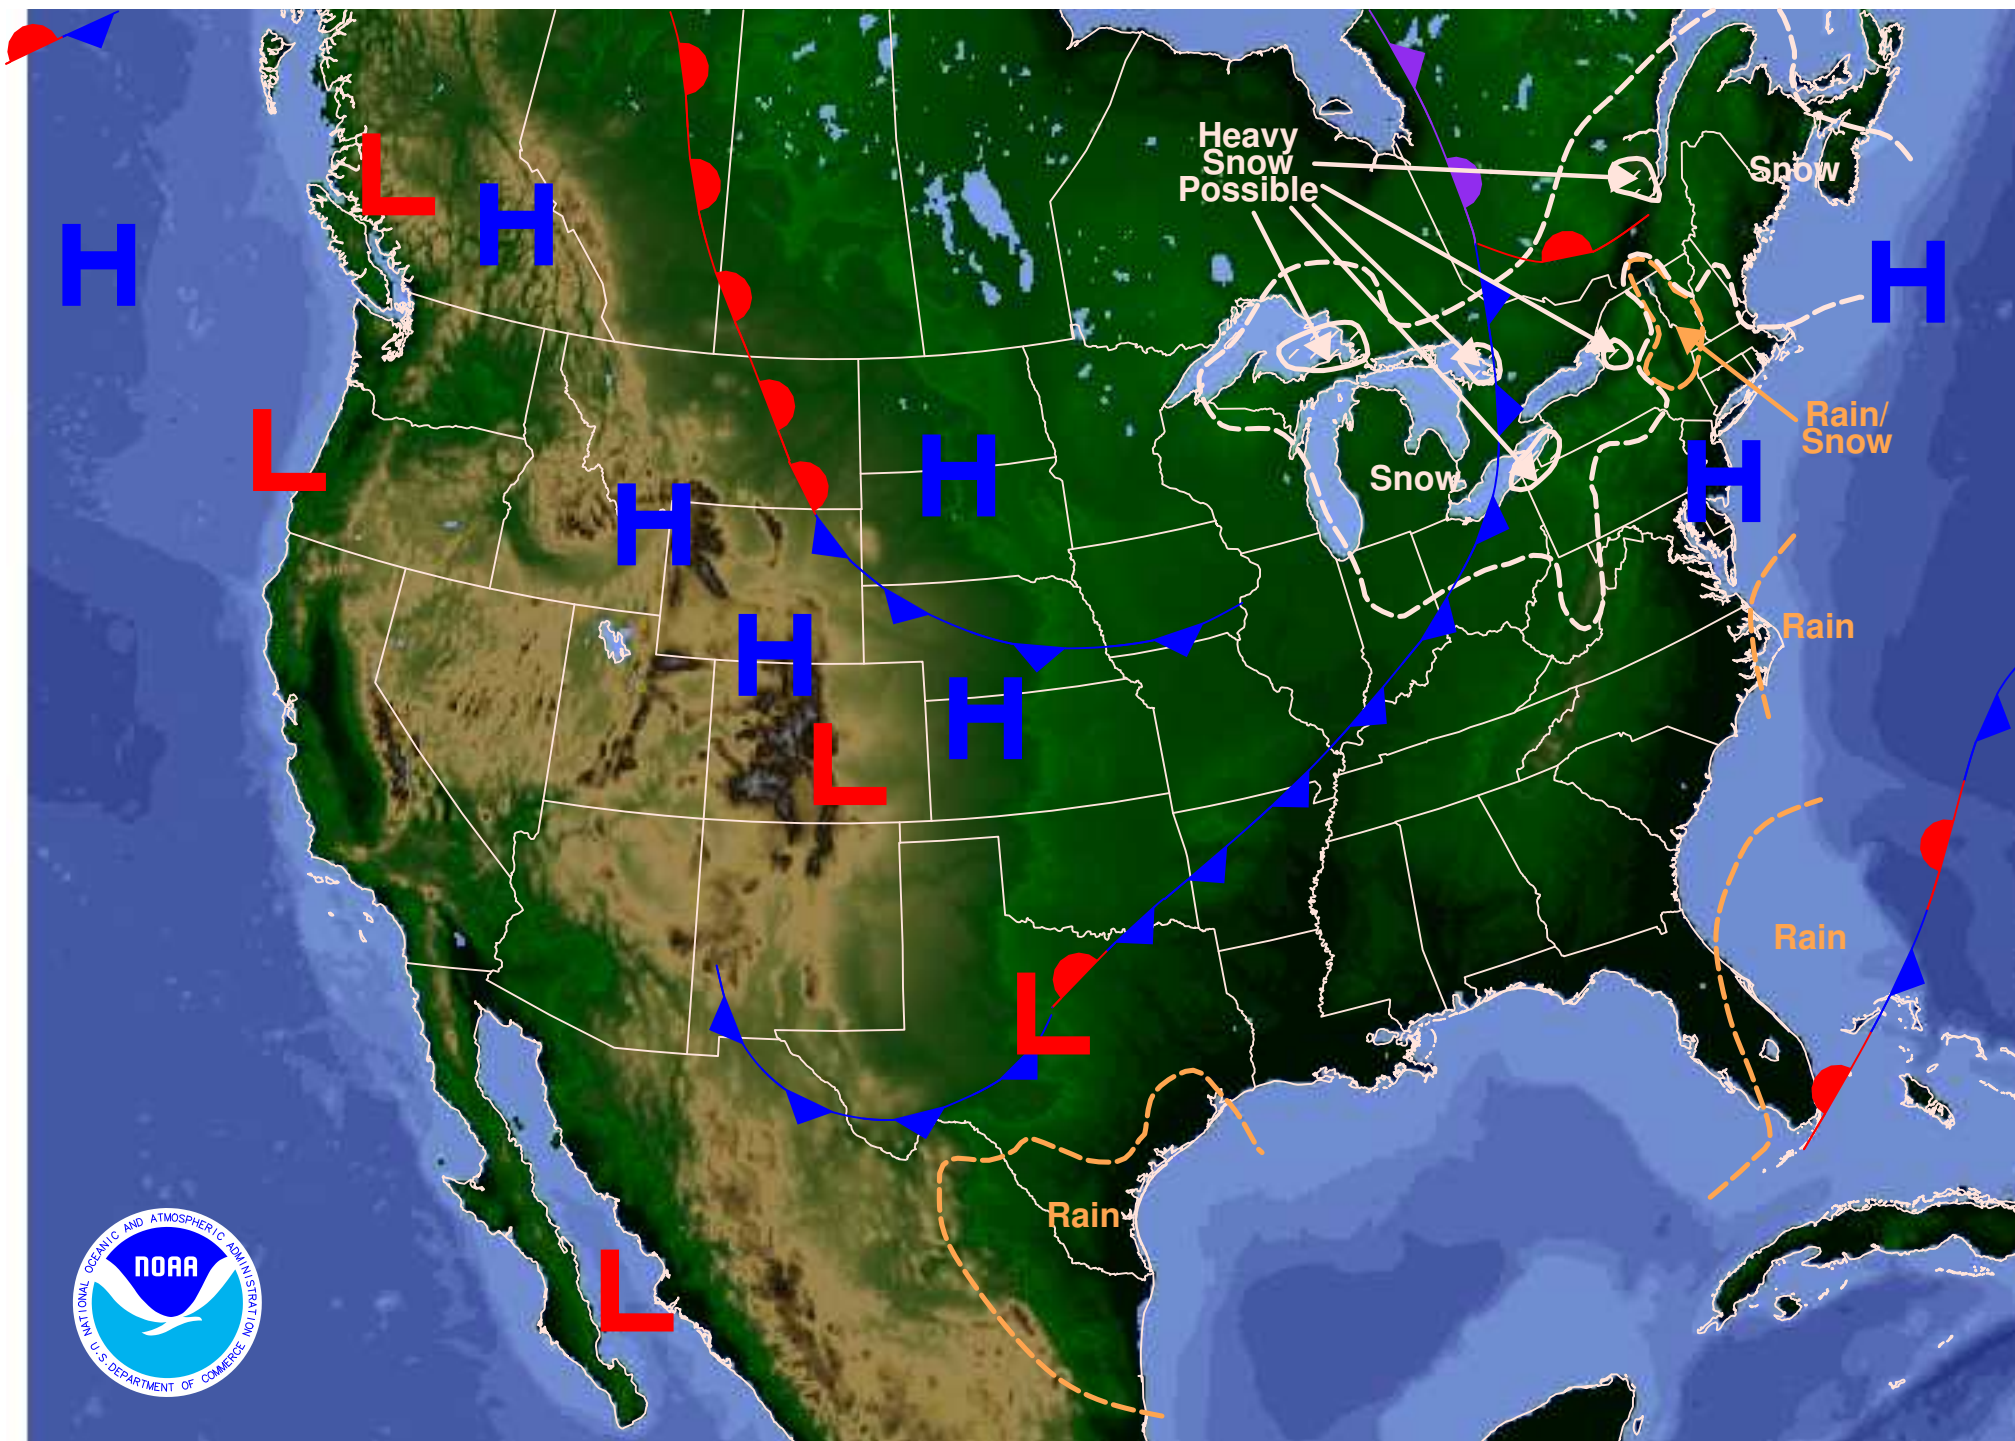 Heavy
Snow
Possible
Snow
L
H
H
H
Rain/
Snow
L
H
H
Snow
H
H
Rain
H
L
Rain
L
Rain
L
NOAA
NATIONAL OCEANIC AND ATMOSPHERIC ADMINISTRATION
U.S. DEPARTMENT OF COMMERCE